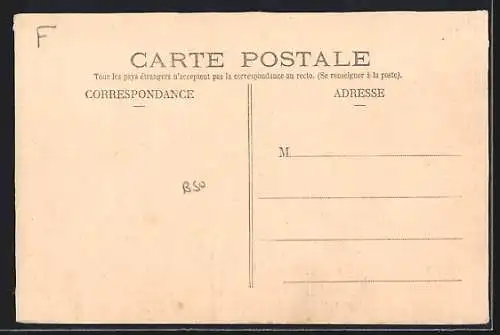 F
CARTE POSTALE
Tous les pays étrangers n'acceptent pas la correspondance au recto. (Se renseigner à la poste).
CORRESPONDANCE
ADRESSE
M
B50